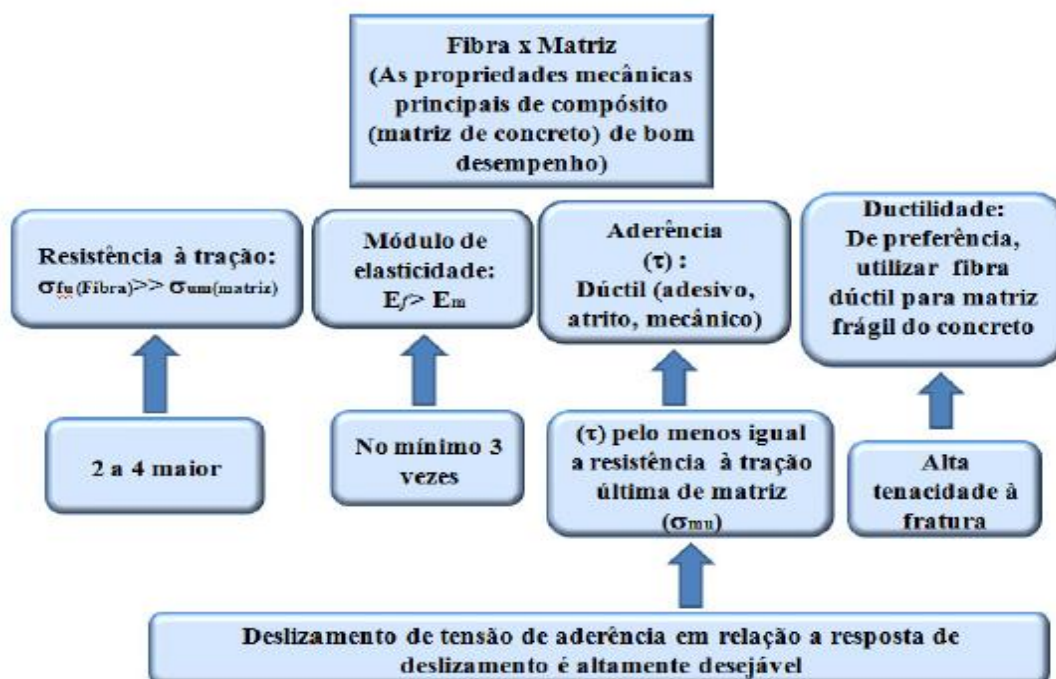 Fibra x Matriz
(As propriedades mecânicas
principais de compósito
(matriz de concreto) de bom
desempenho)
Resistência à tração:
σfu(Fibra)>> σum(matriz)
Módulo de
elasticidade:
Ef> Em
Aderência
(τ) :
Dúctil (adesivo,
atrito, mecânico)
Ductilidade:
De preferência,
utilizar fibra
dúctil para matriz
frágil do concreto
2 a 4 maior
No mínimo 3
vezes
(τ) pelo menos igual
a resistência à tração
última de matriz
(σmu)
Alta
tenacidade à
fratura
Deslizamento de tensão de aderência em relação a resposta de
deslizamento é altamente desejável